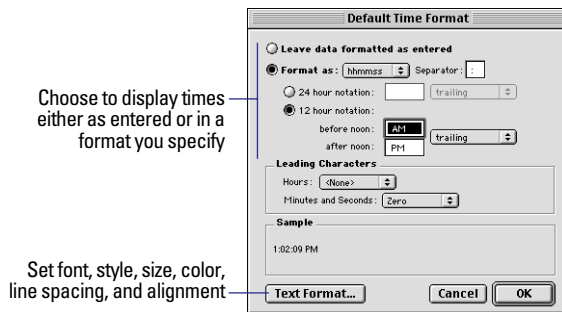 Default Time Format
Leave data formatted as entered
Format as: hhmmss Separator: :
24 hour notation: trailing
12 hour notation:
before noon: AM
after noon: PM
trailing
Leading Characters
Hours: <None>
Minutes and Seconds: Zero
Sample
1:02:09 PM
Text Format... Cancel OK
Choose to display times
either as entered or in a
format you specify
Set font, style, size, color,
line spacing, and alignment